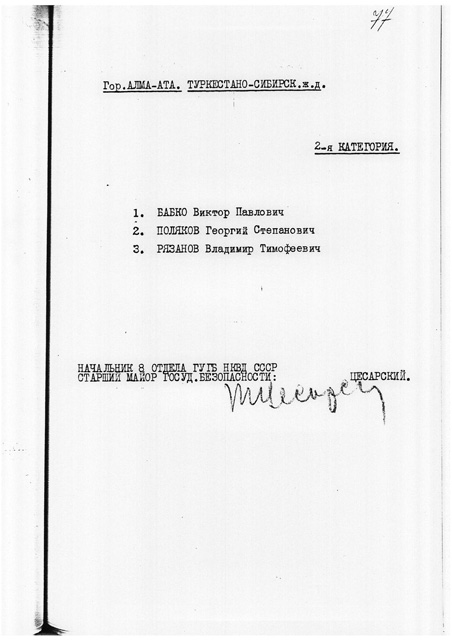 77
Гор.АЛМА-АТА. ТУРКЕСТАНО-СИБИРСК.ж.д.
2-я КАТЕГОРИЯ.
1. БАБКО Виктор Павлович
2. ПОЛЯКОВ Георгий Степанович
3. РЯЗАНОВ Владимир Тимофеевич
НАЧАЛЬНИК 8 ОТДЕЛА ГУГБ НКВД СССР
СТАРШИЙ МАЙОР ГОСУД.БЕЗОПАСНОСТИ: ЦЕСАРСКИЙ.